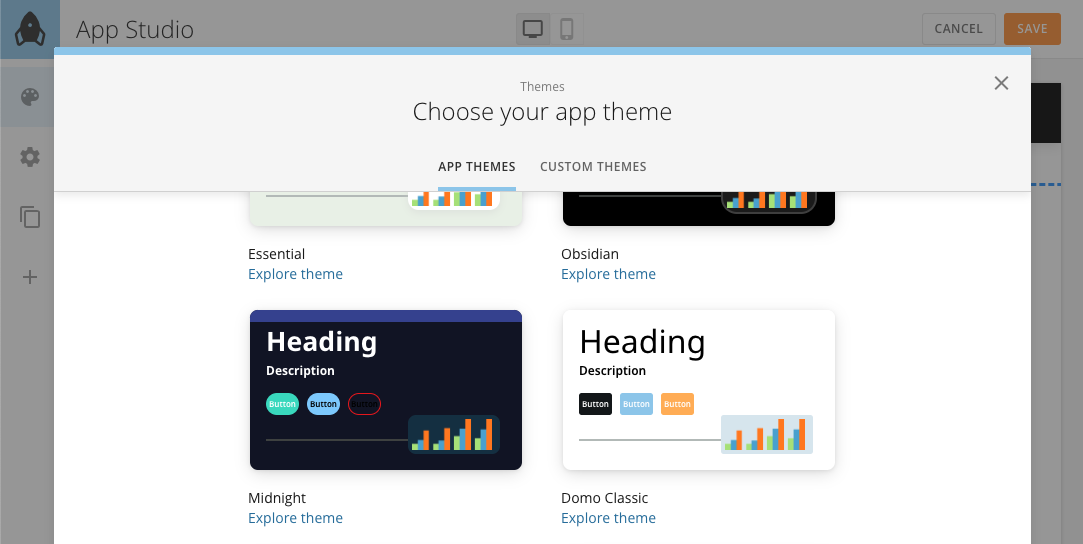 App Studio
CANCEL
SAVE
Themes
Choose your app theme
APP THEMES
CUSTOM THEMES
Essential
Explore theme
Obsidian
Explore theme
Heading
Description
Button
Button
Button
Midnight
Explore theme
Heading
Description
Button
Button
Button
Domo Classic
Explore theme